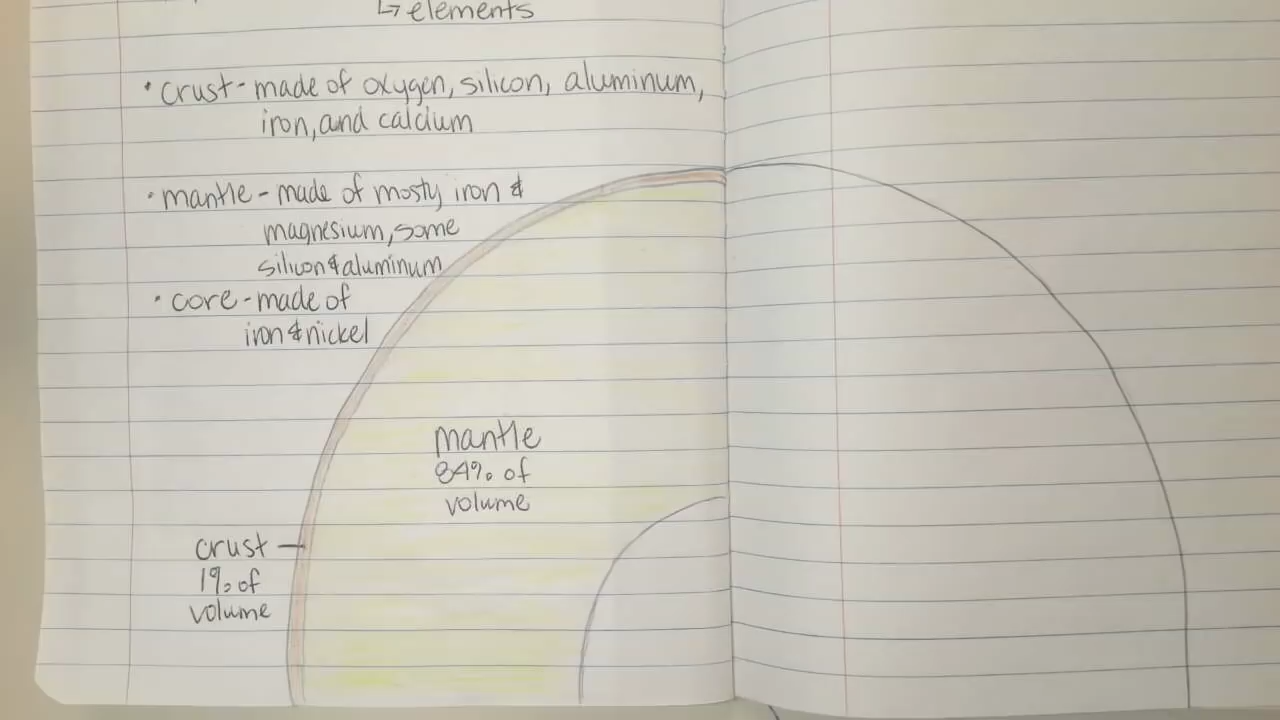 ↳ elements
• crust - made of oxygen, silicon, aluminum,
iron, and calcium
• mantle - made of mosty iron &
magnesium, some
silicon & aluminum
• core - made of
iron & nickel
mantle
84% of
volume
crust
1% of
volume